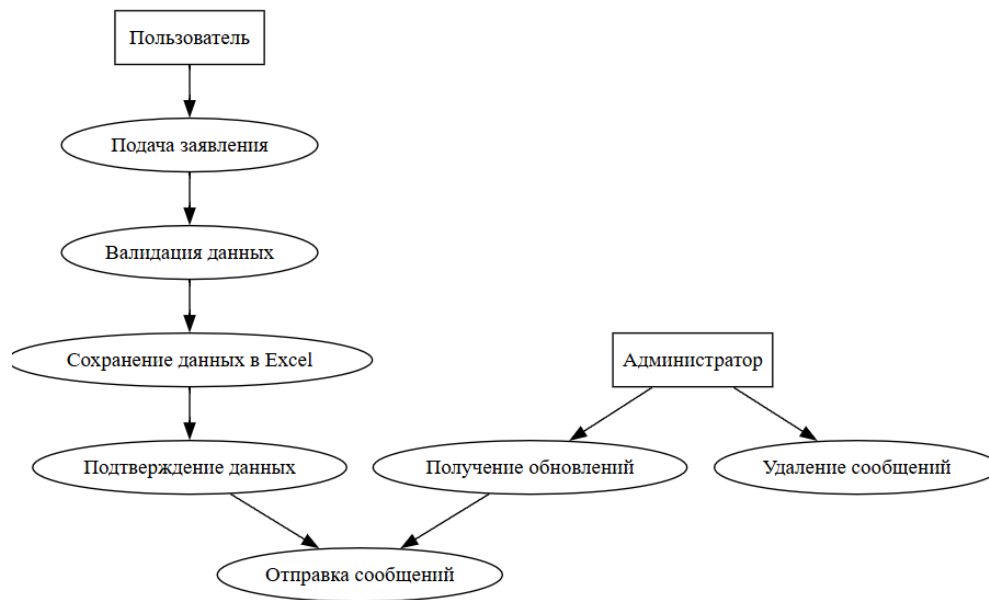 Пользователь
Подача заявления
Валидация данных
Сохранение данных в Excel
Администратор
Подтверждение данных
Получение обновлений
Удаление сообщений
Отправка сообщений